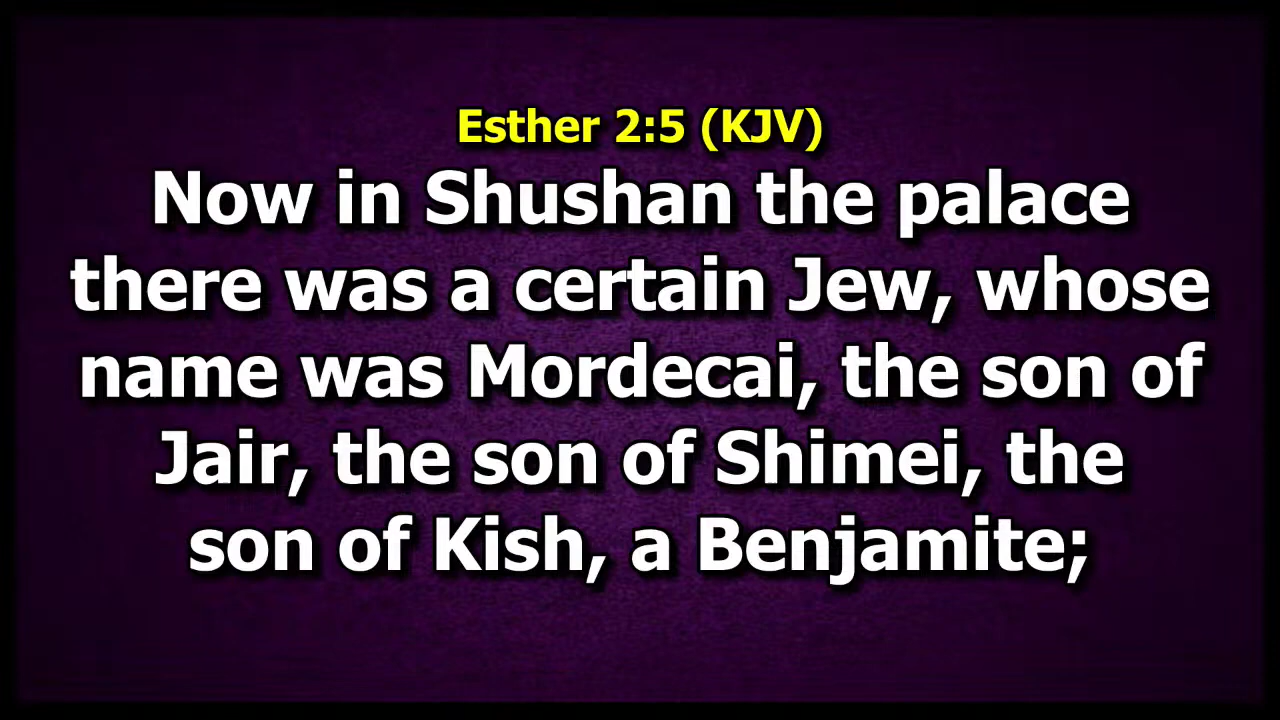 Esther 2:5 (KJV)
Now in Shushan the palace
there was a certain Jew, whose
name was Mordecai, the son of
Jair, the son of Shimei, the
son of Kish, a Benjamite;